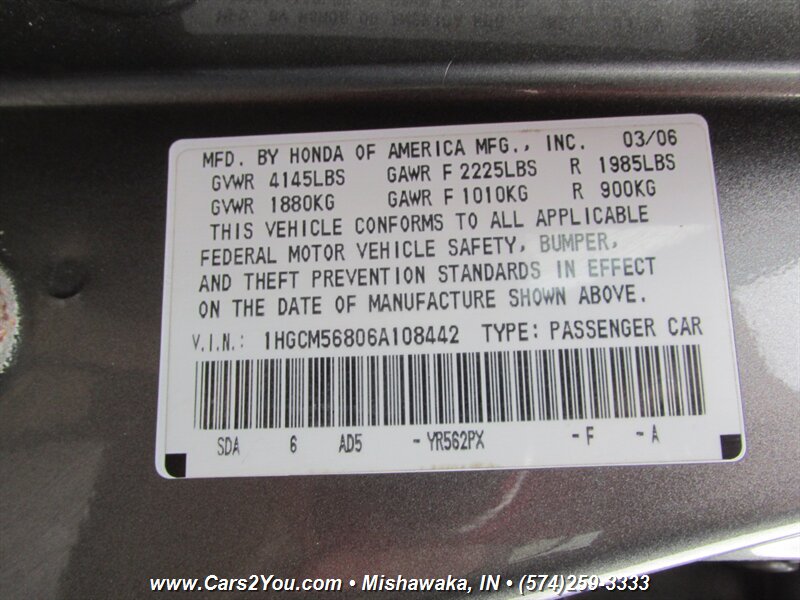 MFD. BY HONDA OF AMERICA MFG., INC. 03/06
GVWR 4145LBS GAWR F 2225LBS R 1985LBS
GVWR 1880KG GAWR F 1010KG R 900KG
THIS VEHICLE CONFORMS TO ALL APPLICABLE
FEDERAL MOTOR VEHICLE SAFETY, BUMPER,
AND THEFT PREVENTION STANDARDS IN EFFECT
ON THE DATE OF MANUFACTURE SHOWN ABOVE.
V.I.N.: 1HGCM56806A108442 TYPE: PASSENGER CAR
SDA 6 AD5 -YR562PX -F -A
www.Cars2You.com • Mishawaka, IN • (574)259-3333